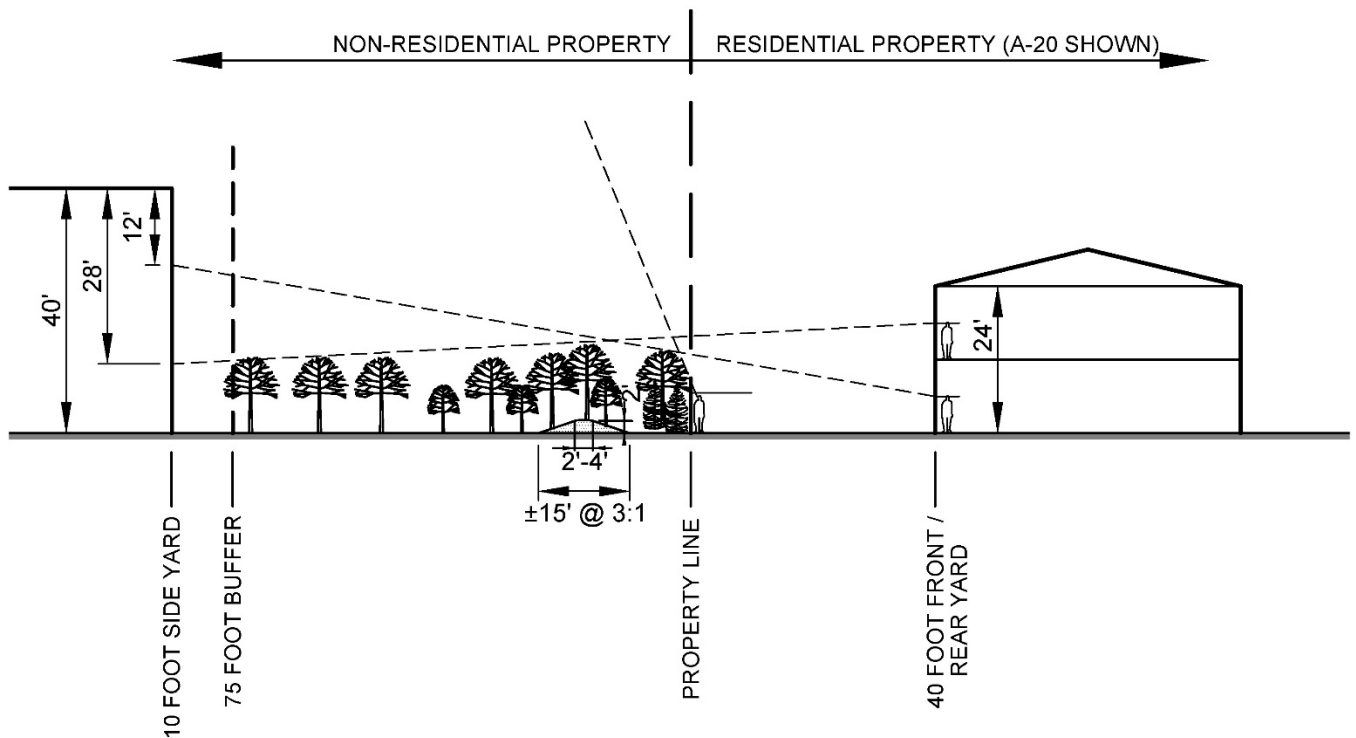 NON-RESIDENTIAL PROPERTY
RESIDENTIAL PROPERTY (A-20 SHOWN)
12'
28'
40'
24'
2'
2'-4'
±15' @ 3:1
10 FOOT SIDE YARD
75 FOOT BUFFER
PROPERTY LINE
40 FOOT FRONT /
REAR YARD